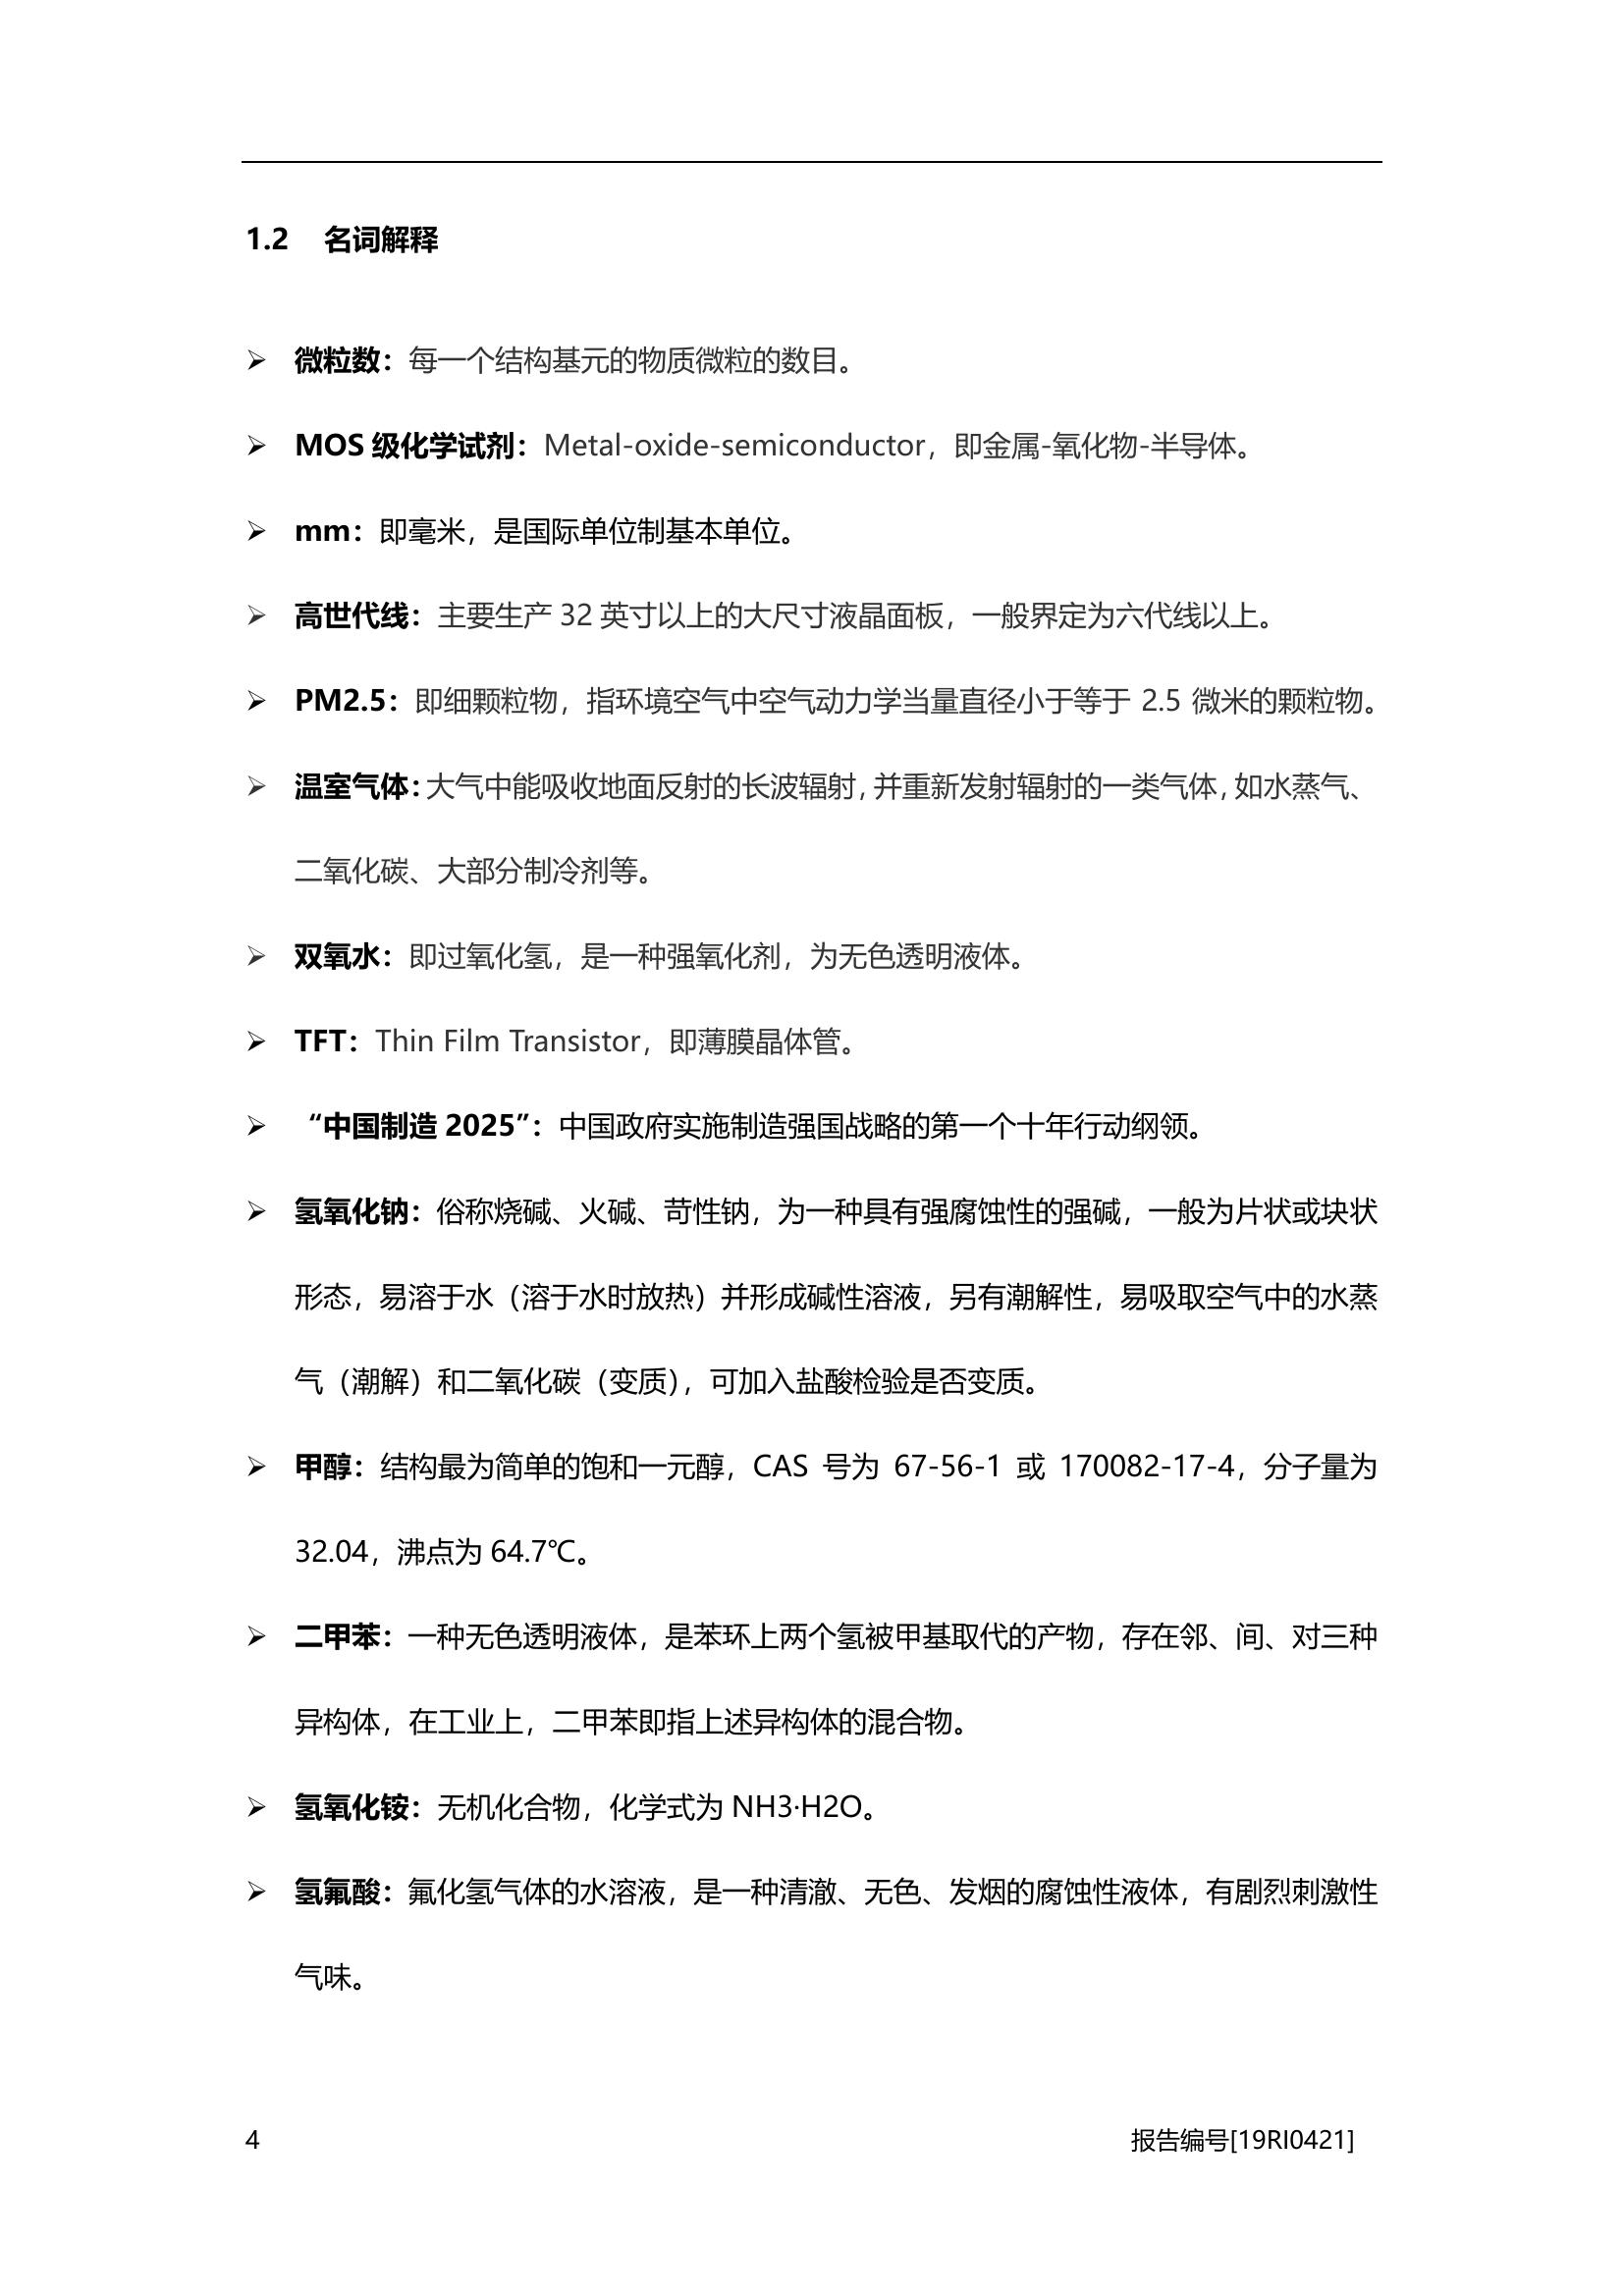 1.2 名词解释
➢ 微粒数：每一个结构基元的物质微粒的数目。
➢ MOS 级化学试剂：Metal-oxide-semiconductor，即金属-氧化物-半导体。
➢ mm：即毫米，是国际单位制基本单位。
➢ 高世代线：主要生产 32 英寸以上的大尺寸液晶面板，一般界定为六代线以上。
➢ PM2.5：即细颗粒物，指环境空气中空气动力学当量直径小于等于 2.5 微米的颗粒物。
➢ 温室气体：大气中能吸收地面反射的长波辐射，并重新发射辐射的一类气体，如水蒸气、
二氧化碳、大部分制冷剂等。
➢ 双氧水：即过氧化氢，是一种强氧化剂，为无色透明液体。
➢ TFT：Thin Film Transistor，即薄膜晶体管。
➢ “中国制造 2025”：中国政府实施制造强国战略的第一个十年行动纲领。
➢ 氢氧化钠：俗称烧碱、火碱、苛性钠，为一种具有强腐蚀性的强碱，一般为片状或块状
形态，易溶于水（溶于水时放热）并形成碱性溶液，另有潮解性，易吸取空气中的水蒸
气（潮解）和二氧化碳（变质），可加入盐酸检验是否变质。
➢ 甲醇：结构最为简单的饱和一元醇，CAS 号为 67-56-1 或 170082-17-4，分子量为
32.04，沸点为 64.7℃。
➢ 二甲苯：一种无色透明液体，是苯环上两个氢被甲基取代的产物，存在邻、间、对三种
异构体，在工业上，二甲苯即指上述异构体的混合物。
➢ 氢氧化铵：无机化合物，化学式为 NH3·H2O。
➢ 氢氟酸：氟化氢气体的水溶液，是一种清澈、无色、发烟的腐蚀性液体，有剧烈刺激性
气味。
4 报告编号[19RI0421]